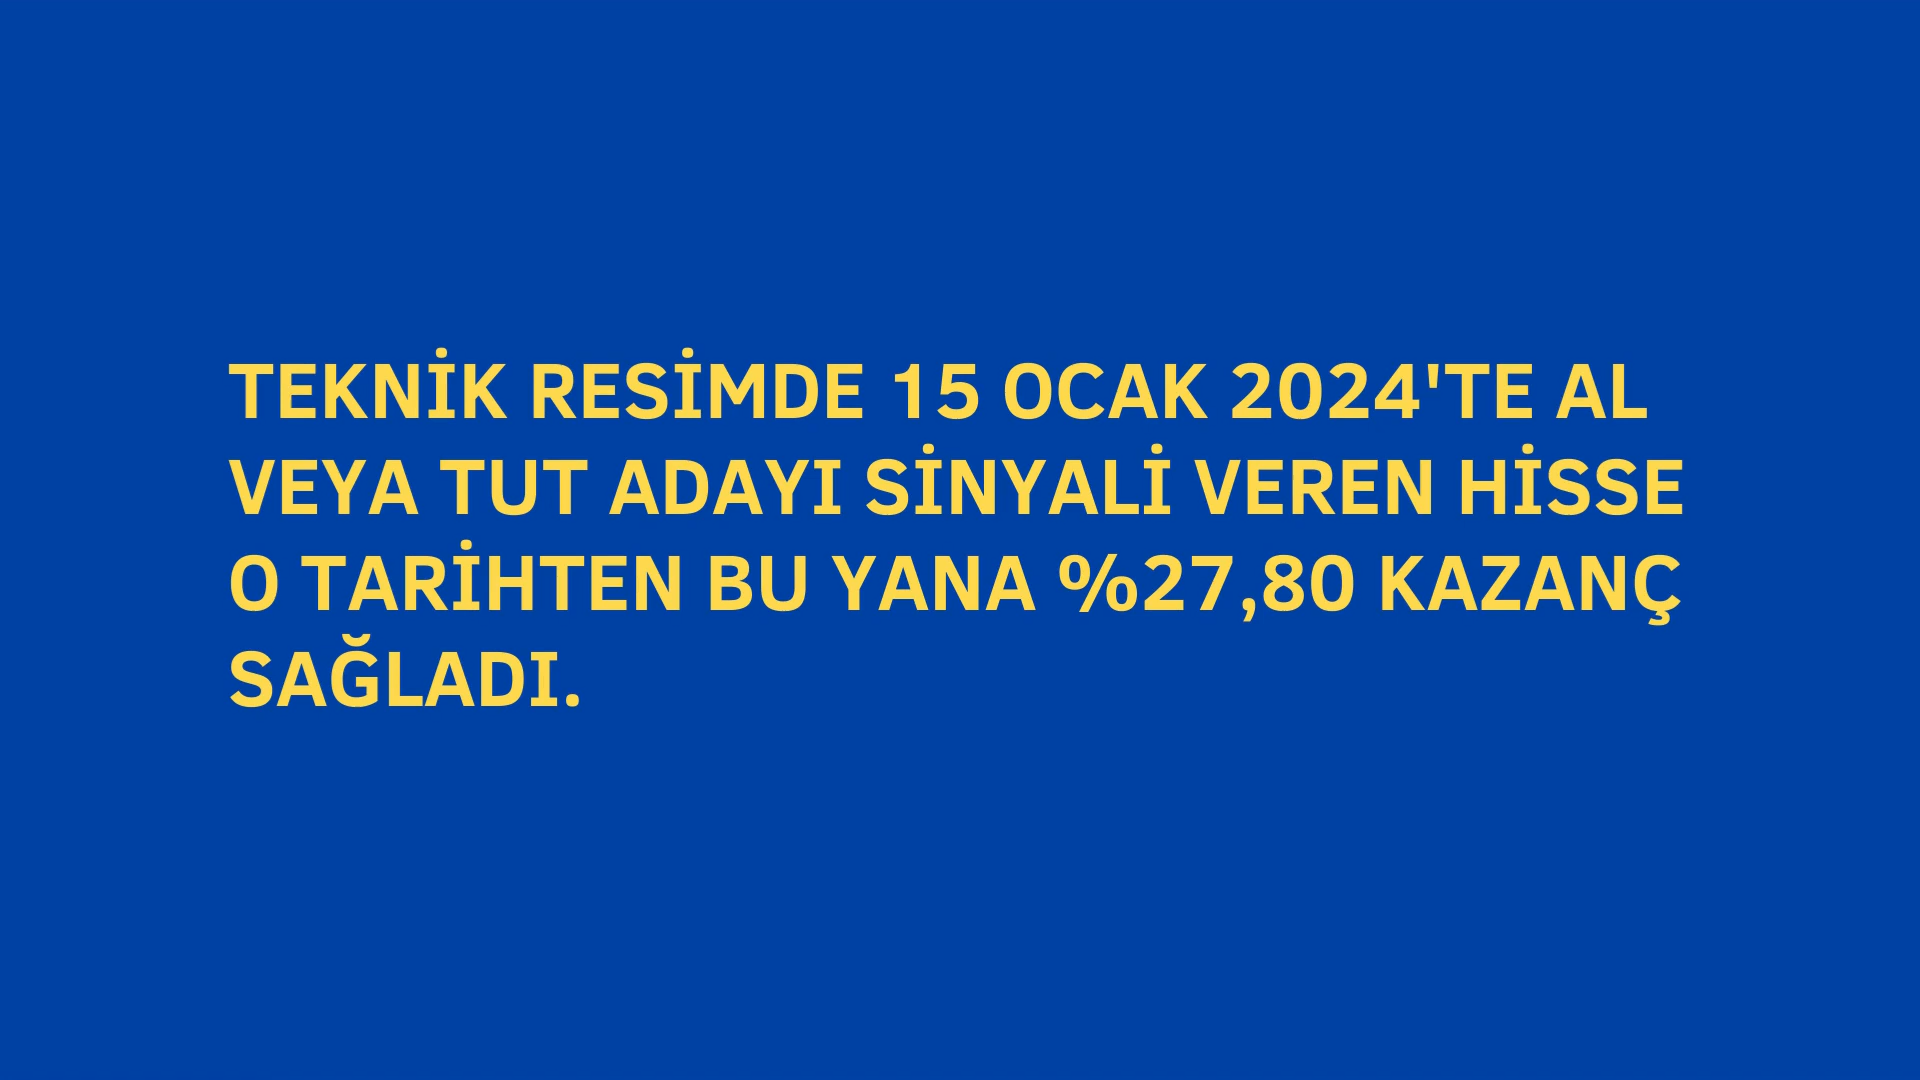 TEKNİK RESİMDE 15 OCAK 2024'TE AL
VEYA TUT ADAYI SİNYALİ VEREN HİSSE
O TARİHTEN BU YANA %27,80 KAZANÇ
SAĞLADI.